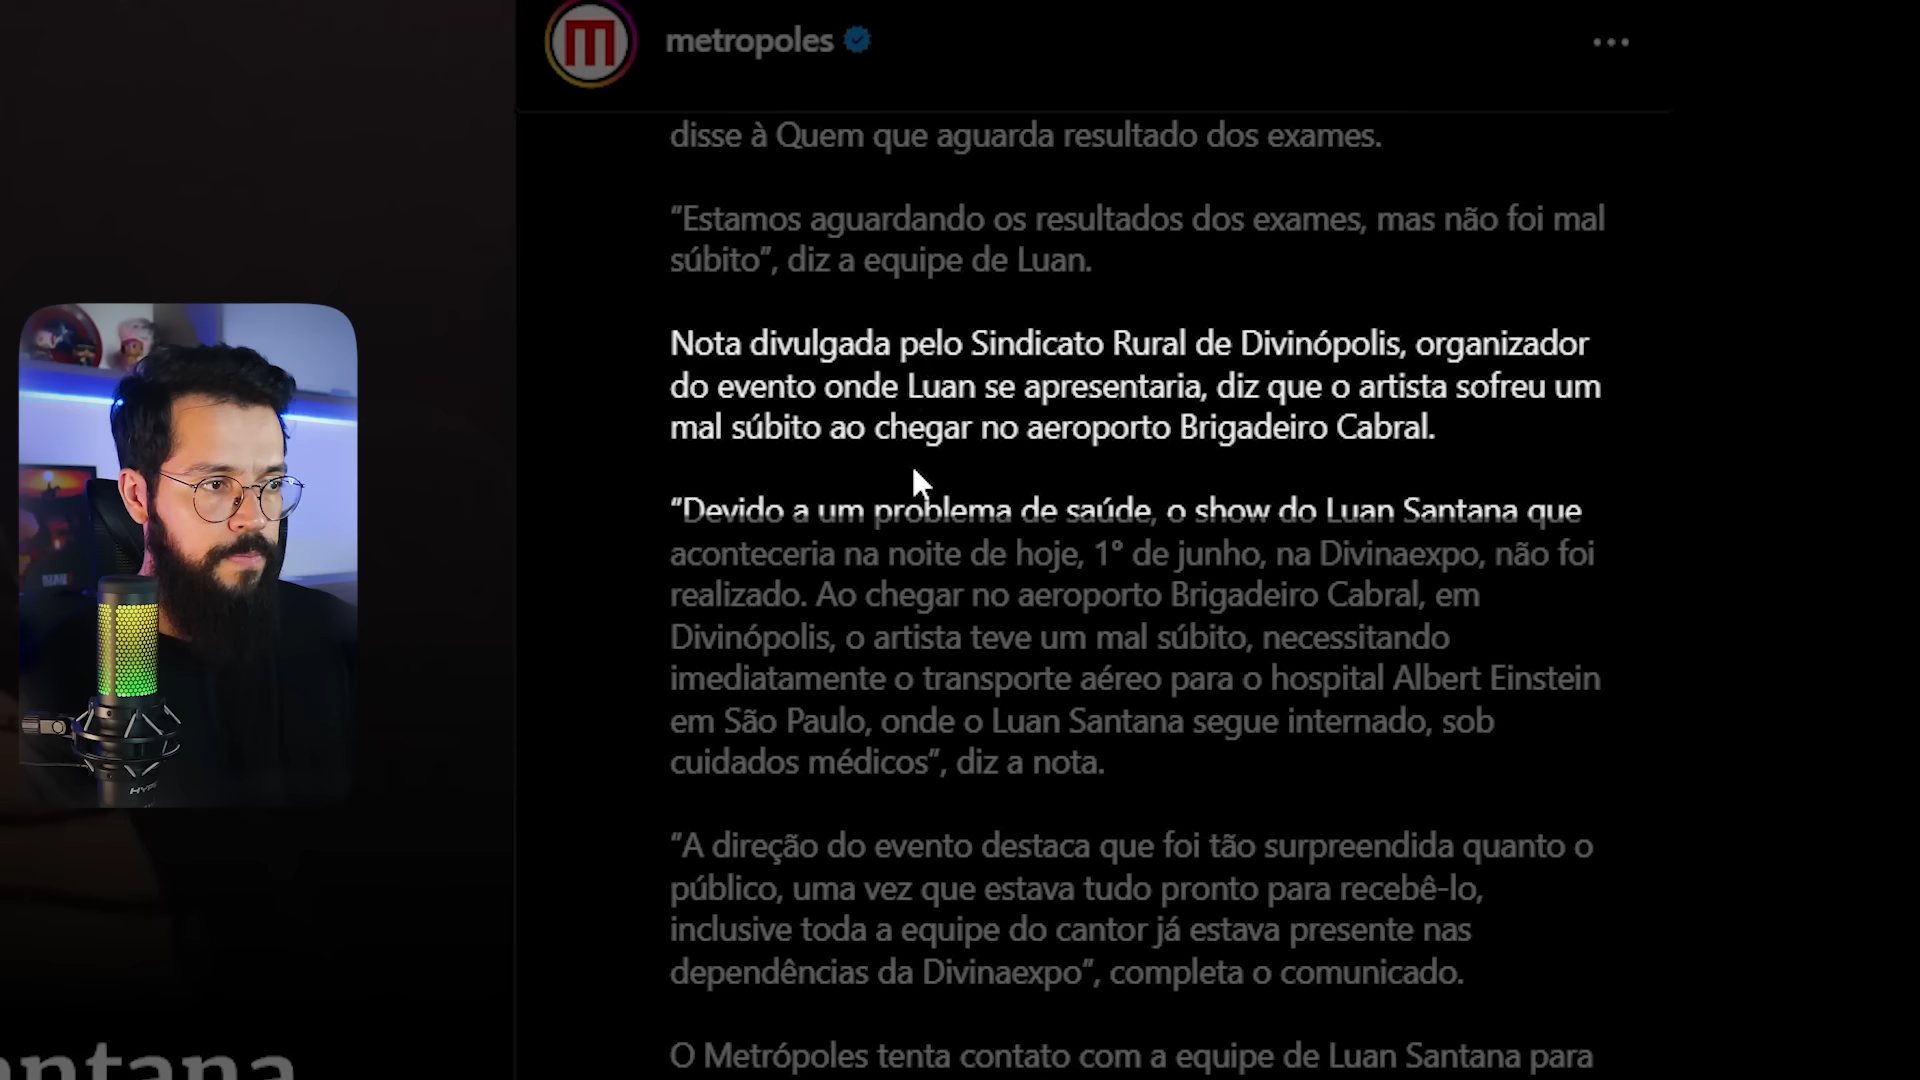 metropoles
disse à Quem que aguarda resultado dos exames.
“Estamos aguardando os resultados dos exames, mas não foi mal
súbito”, diz a equipe de Luan.
Nota divulgada pelo Sindicato Rural de Divinópolis, organizador
do evento onde Luan se apresentaria, diz que o artista sofreu um
mal súbito ao chegar no aeroporto Brigadeiro Cabral.
“Devido a um problema de saúde, o show do Luan Santana que
aconteceria na noite de hoje, 1º de junho, na Divinaexpo, não foi
realizado. Ao chegar no aeroporto Brigadeiro Cabral, em
Divinópolis, o artista teve um mal súbito, necessitando
imediatamente o transporte aéreo para o hospital Albert Einstein
em São Paulo, onde o Luan Santana segue internado, sob
cuidados médicos”, diz a nota.
“A direção do evento destaca que foi tão surpreendida quanto o
público, uma vez que estava tudo pronto para recebê-lo,
inclusive toda a equipe do cantor já estava presente nas
dependências da Divinaexpo”, completa o comunicado.
O Metrópoles tenta contato com a equipe de Luan Santana para
antana